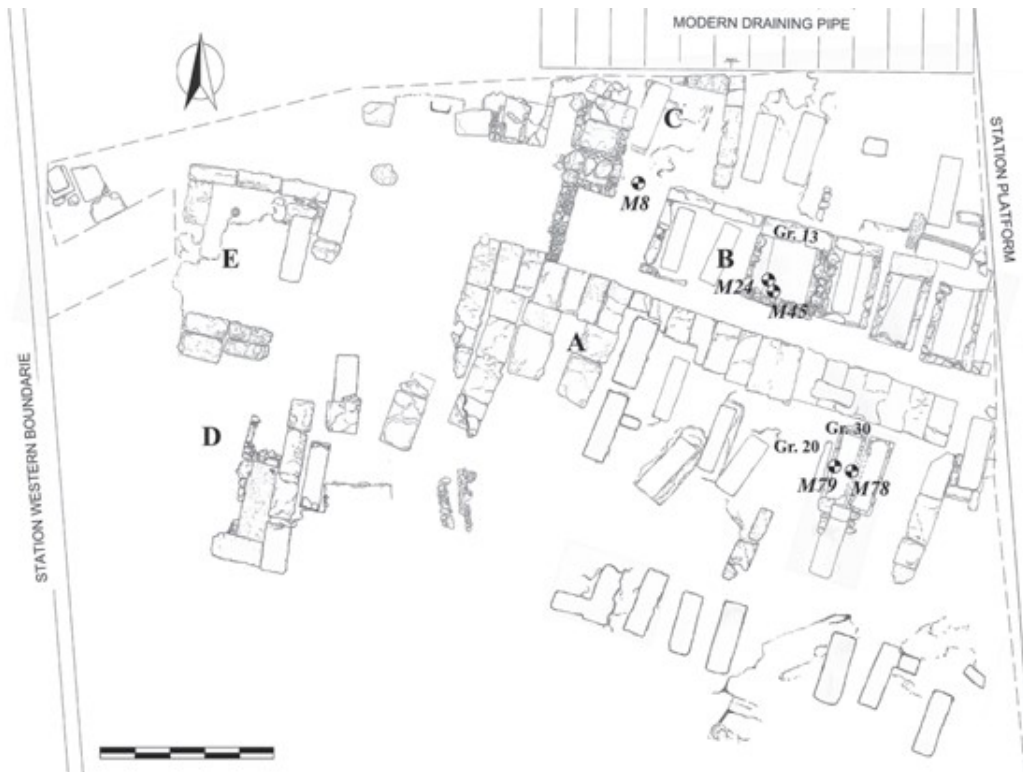 MODERN DRAINING PIPE
STATION PLATFORM
C
M8
Gr. 13
B
M24
M45
E
A
STATION WESTERN BOUNDARIE
D
Gr. 30
Gr. 20
M79
M78